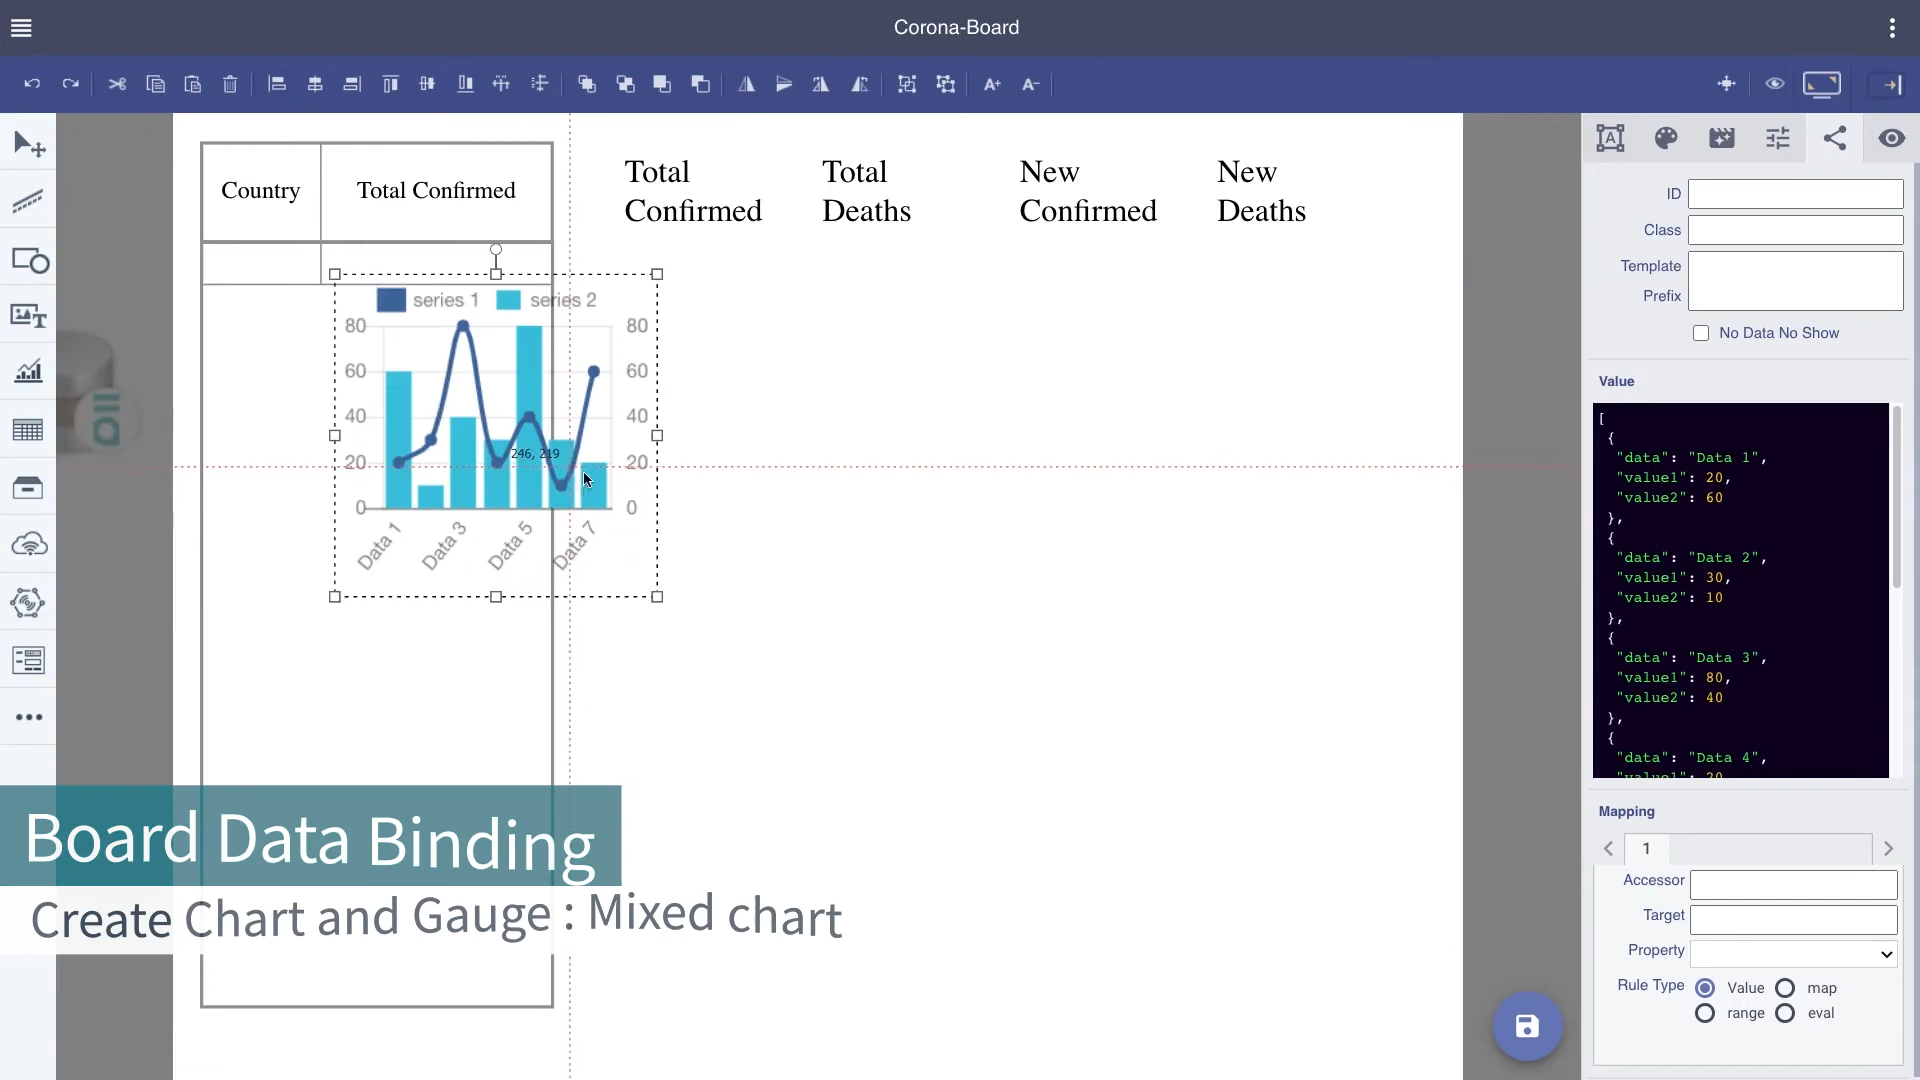 Corona-Board
A+ A-
Country Total Confirmed
Total Confirmed
Total Deaths
New Confirmed
New Deaths
series 1 series 2
80 80
60 60
40 40
246, 219
20 20
0 0
Data 1 Data 3 Data 5 Data 7
Board Data Binding
Create Chart and Gauge : Mixed chart
A
ID
Class
Template
Prefix
No Data No Show
Value
[
{
"data": "Data 1",
"value1": 20,
"value2": 60
},
{
"data": "Data 2",
"value1": 30,
"value2": 10
},
{
"data": "Data 3",
"value1": 80,
"value2": 40
},
{
"data": "Data 4",
"value1": 20
Mapping
1
Accessor
Target
Property
Rule Type Value map
range eval